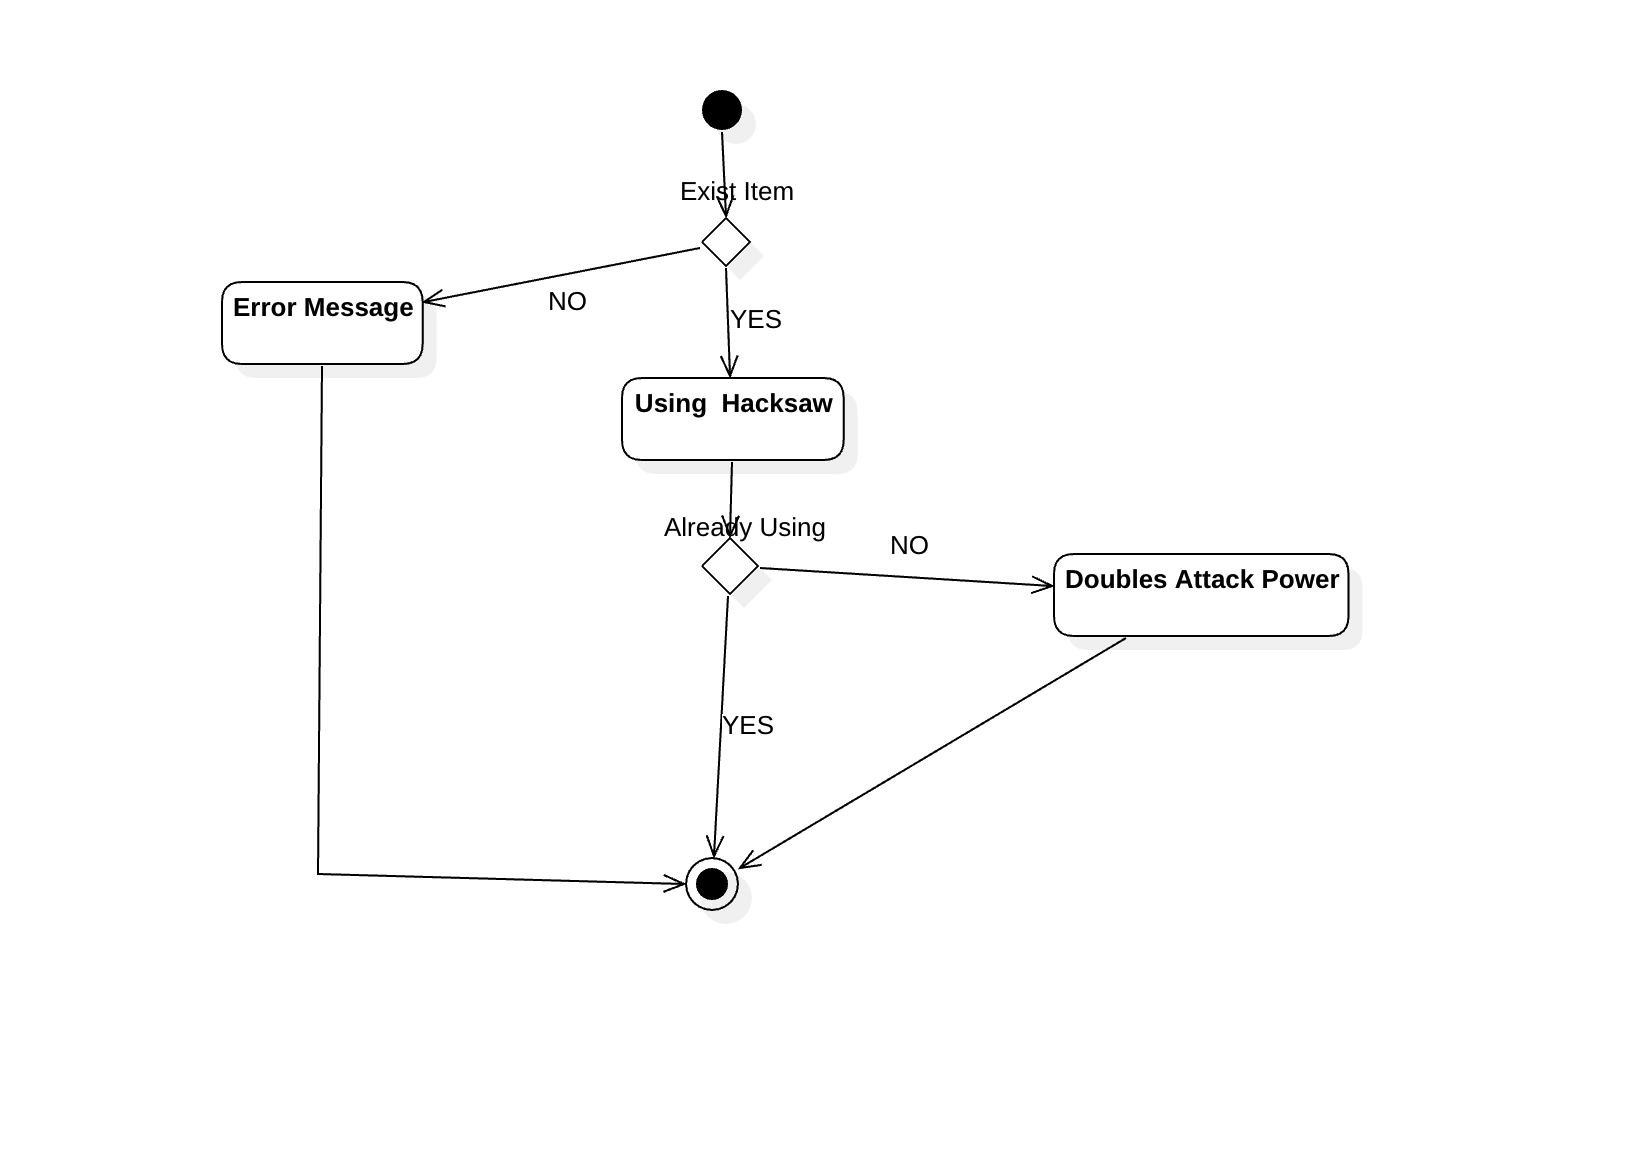 Exist Item
Error Message
NO
YES
Using  Hacksaw
Already Using
NO
Doubles Attack Power
YES